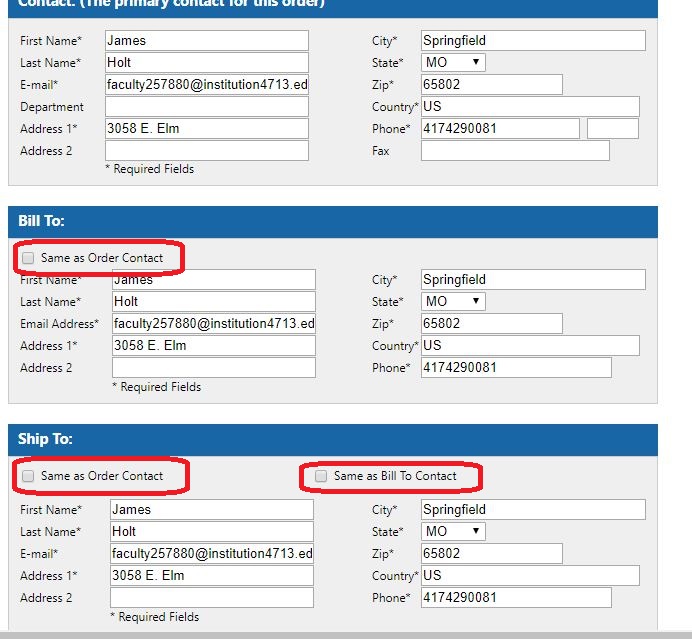 Contact: (The primary contact for this order)
First Name* James City* Springfield
Last Name* Holt State* MO
E-mail* faculty257880@institution4713.ed Zip* 65802
Department Country* US
Address 1* 3058 E. Elm Phone* 4174290081
Address 2 Fax
* Required Fields
Bill To:
Same as Order Contact
First Name* James City* Springfield
Last Name* Holt State* MO
Email Address* faculty257880@institution4713.ed Zip* 65802
Address 1* 3058 E. Elm Country* US
Address 2 Phone* 4174290081
* Required Fields
Ship To:
Same as Order Contact Same as Bill To Contact
First Name* James City* Springfield
Last Name* Holt State* MO
E-mail* faculty257880@institution4713.ed Zip* 65802
Address 1* 3058 E. Elm Country* US
Address 2 Phone* 4174290081
* Required Fields